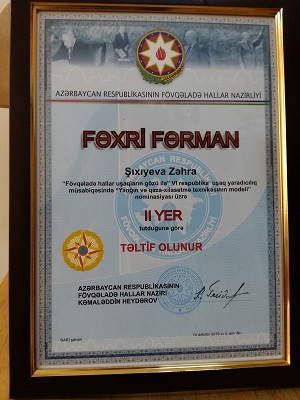 AZƏRBAYCAN RESPUBLİKASININ FÖVQƏLADƏ HALLAR NAZİRLİYİ
FƏXRİ FƏRMAN
Şıxıyeva Zəhra
"Fövqəladə hallar uşaqların gözü ilə" VI respublika uşaq yaradıcılıq
müsabiqəsində "Yanğın və qəza-xilasetmə texnikasının modeli"
nominasiyası üzrə
II YER
tutduğuna görə
TƏLTİF OLUNUR
AZƏRBAYCAN RESPUBLİKASININ
FÖVQƏLADƏ HALLAR NAZİRİ
KƏMALƏDDİN HEYDƏROV
BAKI şəhəri